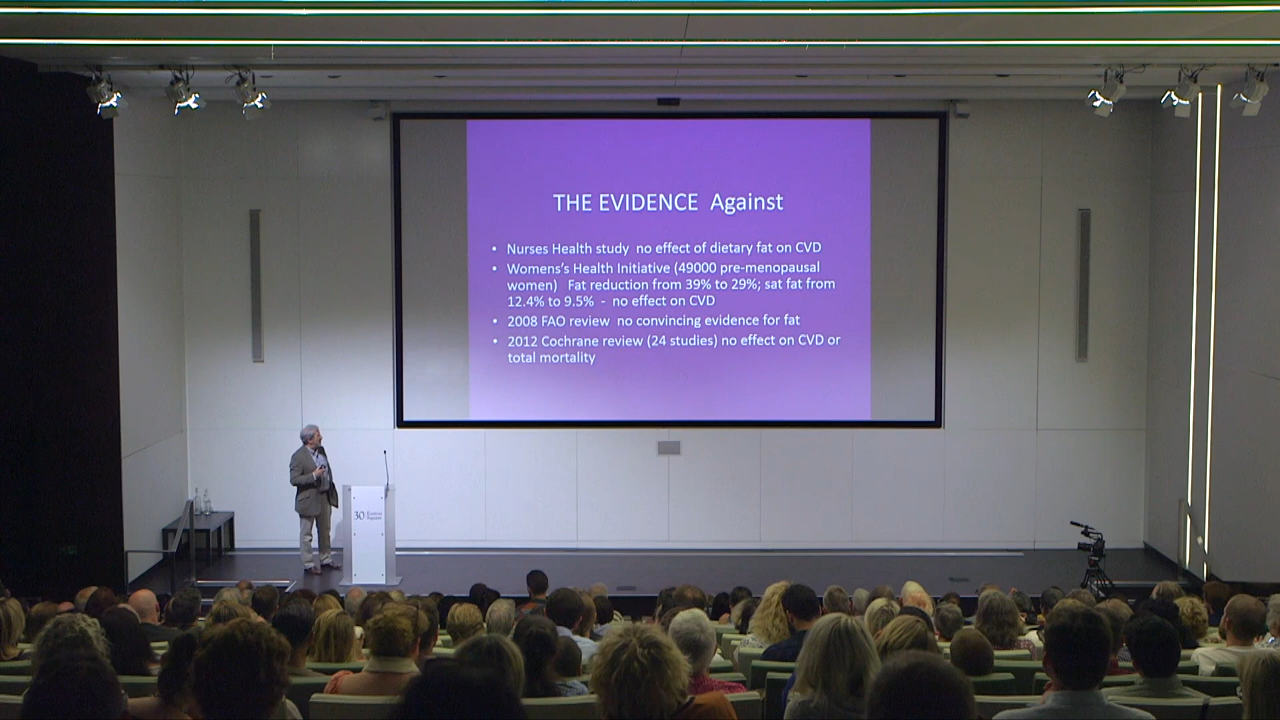 THE EVIDENCE Against
• Nurses Health study no effect of dietary fat on CVD
• Womens's Health Initiative (49000 pre-menopausal
women) Fat reduction from 39% to 29%; sat fat from
12.4% to 9.5% - no effect on CVD
• 2008 FAO review no convincing evidence for fat
• 2012 Cochrane review (24 studies) no effect on CVD or
total mortality
30 Euston
Square